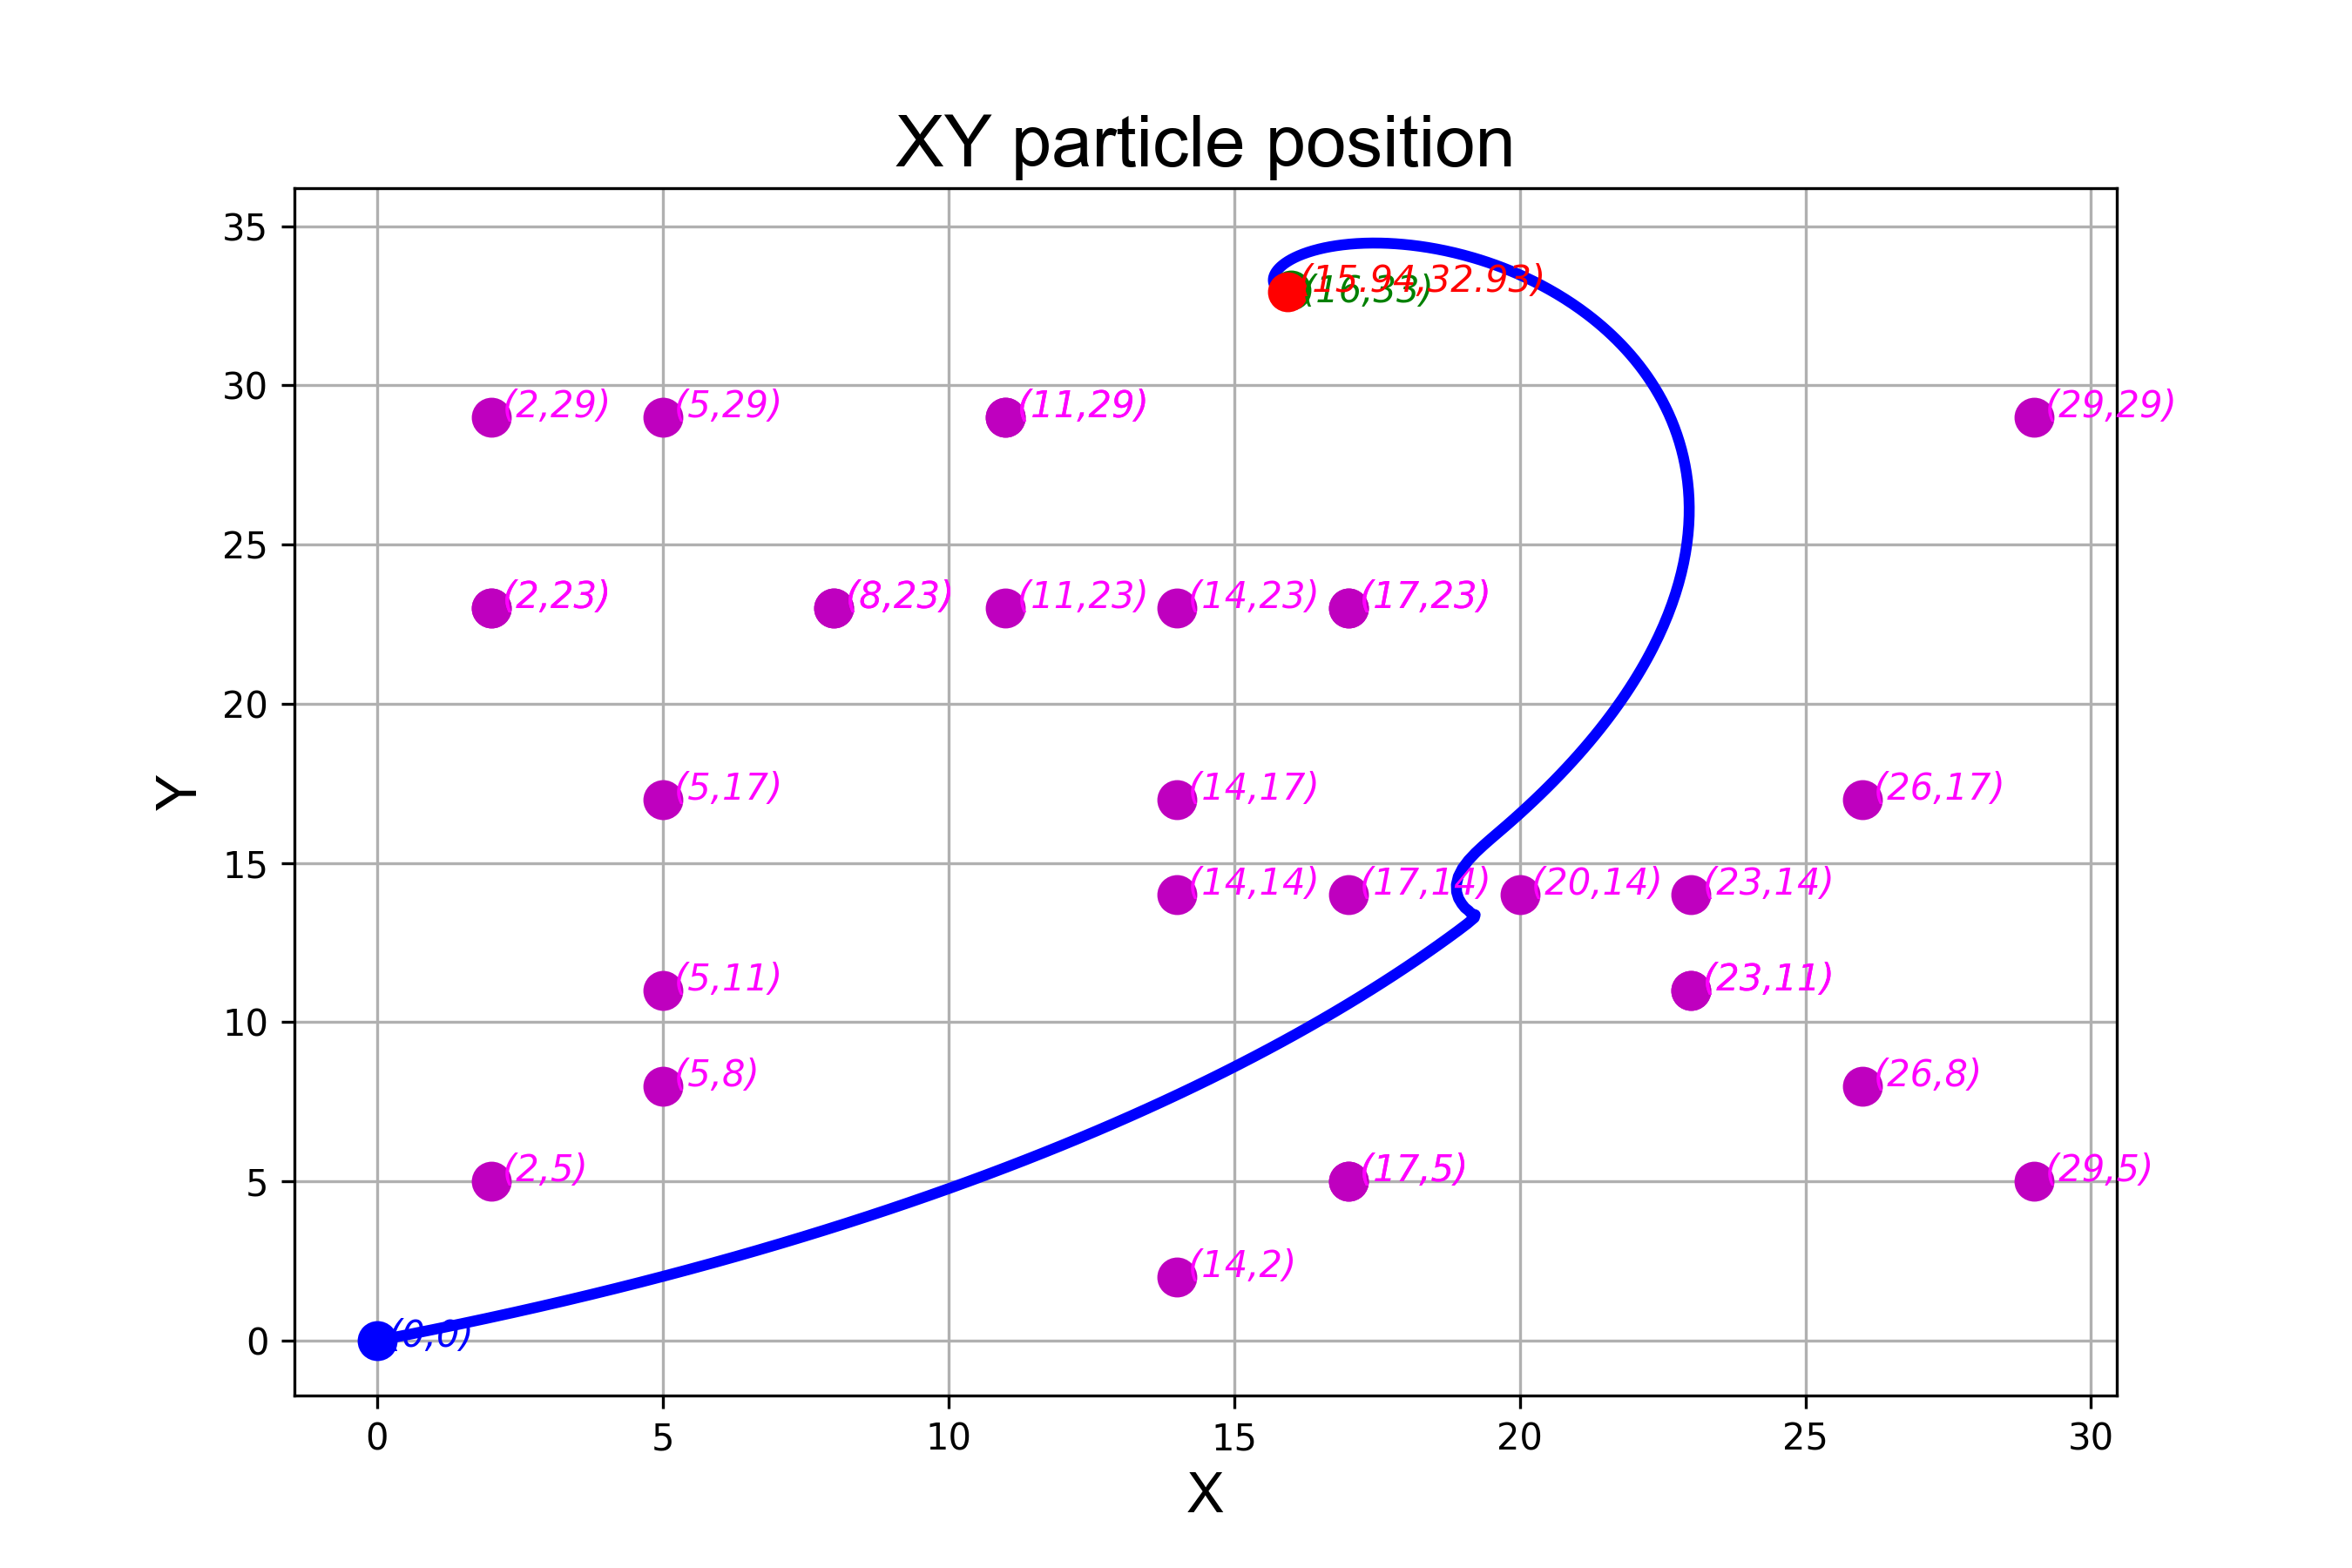 XY particle position
35
(15.94,32.93)
(16,33)
30
(2,29) (5,29) (11,29) (29,29)
25
(2,23) (8,23) (11,23) (14,23) (17,23)
20
(5,17) (14,17) (26,17)
Y
15
(14,14) (17,14) (20,14) (23,14)
(5,11) (23,11)
10
(5,8) (26,8)
5
(2,5) (17,5) (29,5)
(14,2)
0
(0,0)
0 5 10 15 20 25 30
X